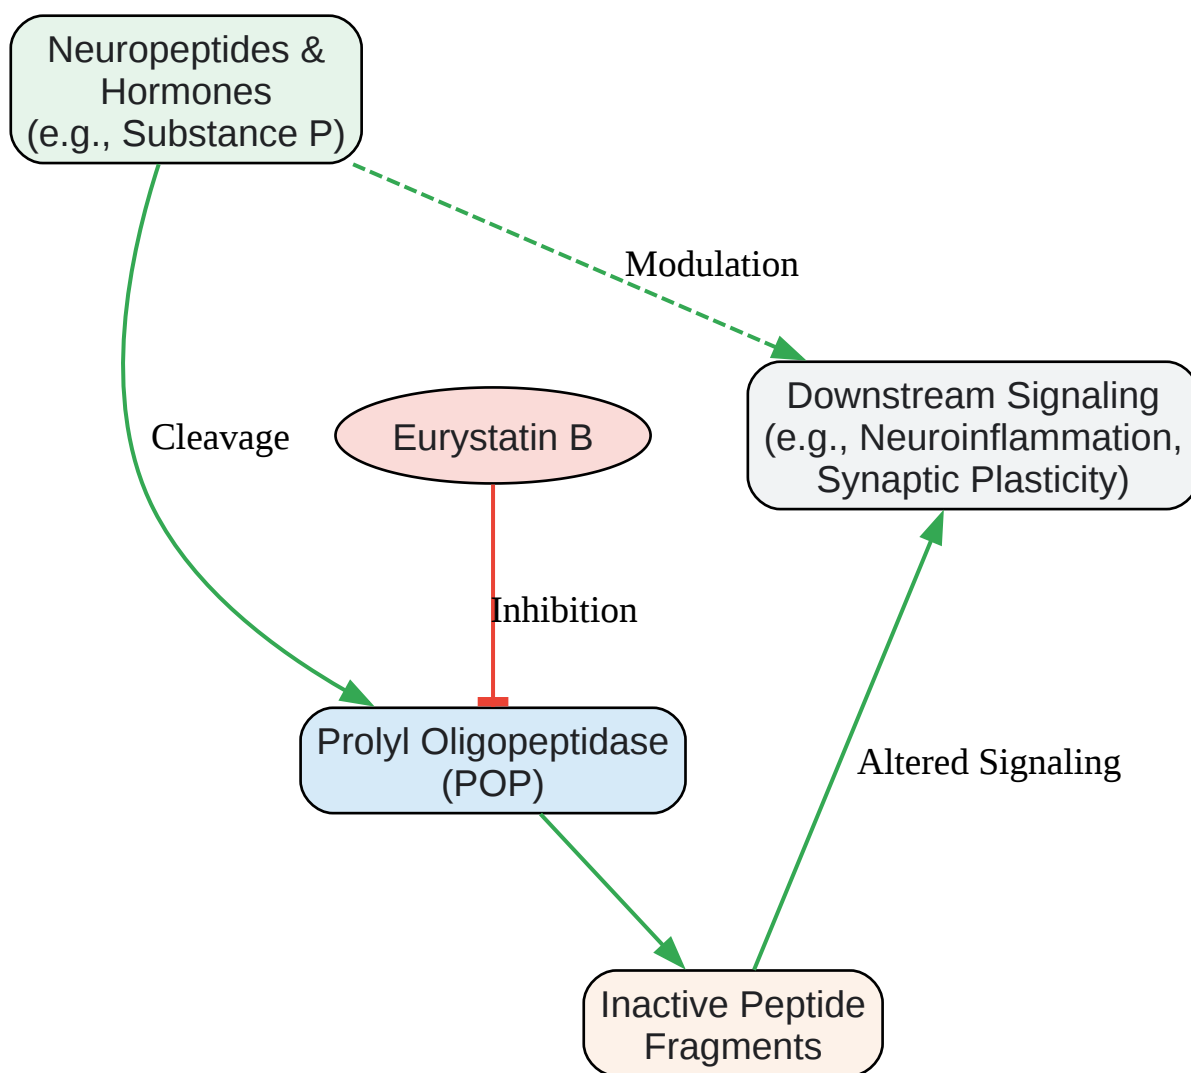 Neuropeptides &
Hormones
(e.g., Substance P)
Modulation
Downstream Signaling
(e.g., Neuroinflammation,
Synaptic Plasticity)
Cleavage
Eurystatin B
Inhibition
Prolyl Oligopeptidase
(POP)
Altered Signaling
Inactive Peptide
Fragments